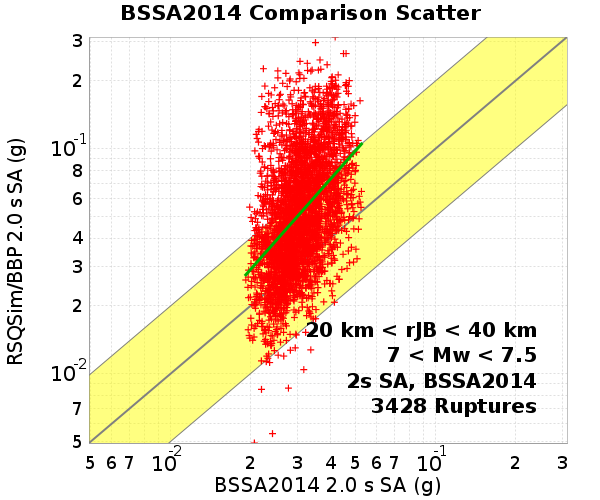 BSSA2014 Comparison Scatter
3
2
10-1
8
6
4
3
2
10-2
7
5
RSQSim/BBP 2.0 s SA (g)
20 km < rJB < 40 km
7 < Mw < 7.5
2s SA, BSSA2014
3428 Ruptures
5 6 7 10-2 2 3 4 5 6 7 10-1 2 3
BSSA2014 2.0 s SA (g)